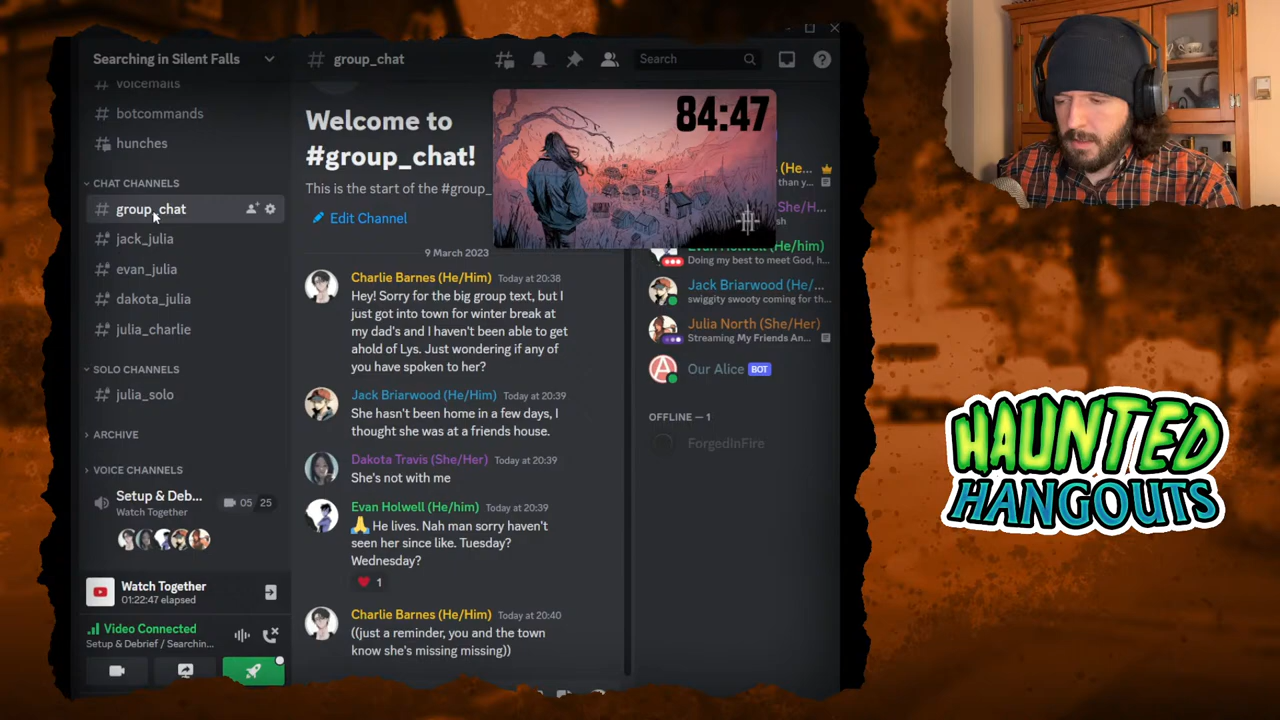 Searching in Silent Falls
voicemails
botcommands
hunches
CHAT CHANNELS
group_chat
jack_julia
evan_julia
dakota_julia
julia_charlie
SOLO CHANNELS
julia_solo
ARCHIVE
VOICE CHANNELS
Setup & Deb...
Watch Together
05 25
Watch Together
01:22:47 elapsed
Video Connected
Setup & Debrief / Searchin...
group_chat
Search
Welcome to
#group_chat!
This is the start of the #group_
Edit Channel
84:47
9 March 2023
Charlie Barnes (He/Him) Today at 20:38
Hey! Sorry for the big group text, but I
just got into town for winter break at
my dad's and I haven't been able to get
ahold of Lys. Just wondering if any of
you have spoken to her?
Jack Briarwood (He/Him) Today at 20:39
She hasn't been home in a few days, I
thought she was at a friends house.
Dakota Travis (She/Her) Today at 20:39
She's not with me
Evan Holwell (He/him) Today at 20:39
🙏 He lives. Nah man sorry haven't
seen her since like. Tuesday?
Wednesday?
1
Charlie Barnes (He/Him) Today at 20:40
((just a reminder, you and the town
know she's missing missing))
(He...
than y...
She/H...
sh
Evan Holwell (He/him)
Doing my best to meet God, h...
Jack Briarwood (He/...
swiggity swooty coming for th...
Julia North (She/Her)
Streaming My Friends An...
Our Alice BOT
OFFLINE — 1
ForgedInFire
HAUNTED
HANGOUTS